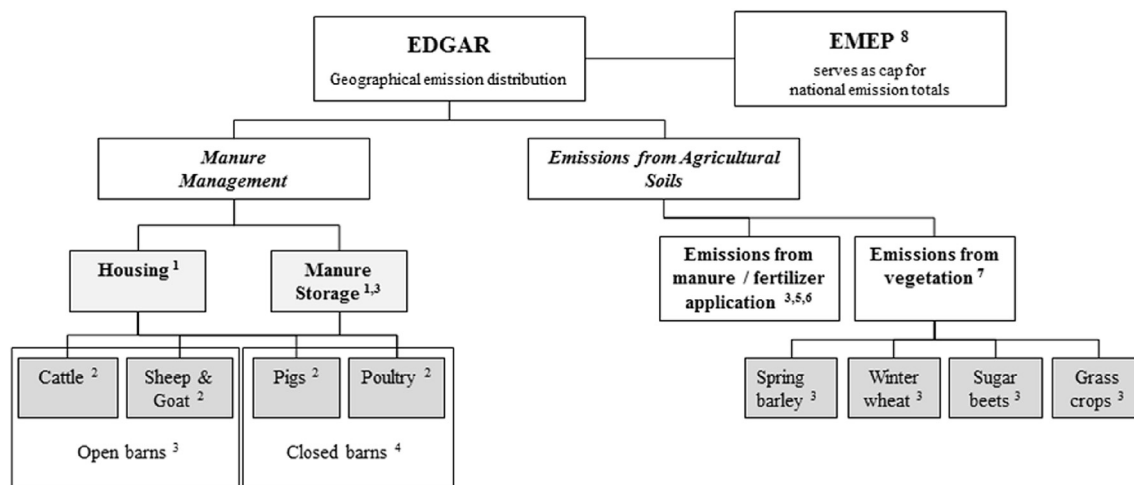 EDGAR
Geographical emission distribution
EMEP 8
serves as cap for
national emission totals
Manure
Management
Emissions from Agricultural
Soils
Housing 1
Manure
Storage 1,3
Emissions from
manure / fertilizer
application 3,5,6
Emissions from
vegetation 7
Cattle 2
Sheep &
Goat 2
Pigs 2
Poultry 2
Spring
barley 3
Winter
wheat 3
Sugar
beets 3
Grass
crops 3
Open barns 3
Closed barns 4